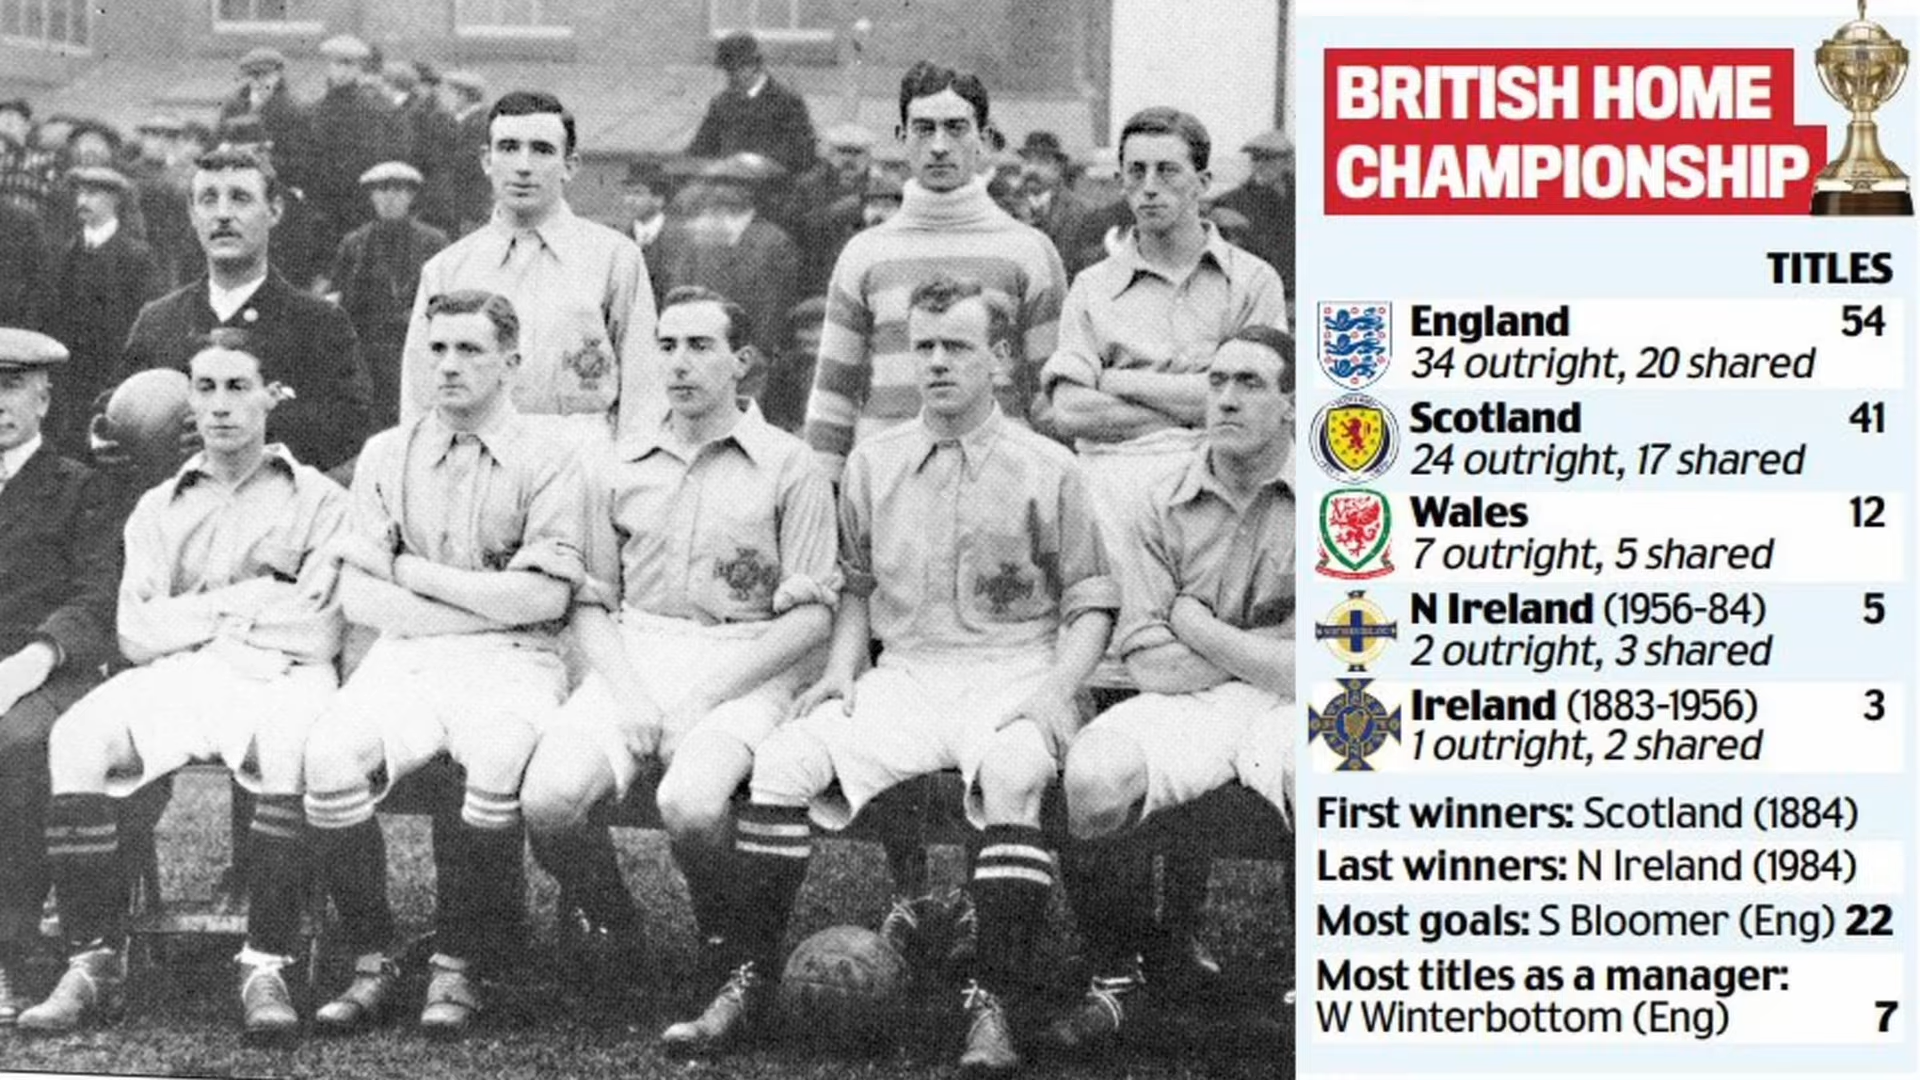 BRITISH HOME
CHAMPIONSHIP
TITLES
England 54
34 outright, 20 shared
Scotland 41
24 outright, 17 shared
Wales 12
7 outright, 5 shared
N Ireland (1956-84) 5
2 outright, 3 shared
Ireland (1883-1956) 3
1 outright, 2 shared
First winners: Scotland (1884)
Last winners: N Ireland (1984)
Most goals: S Bloomer (Eng) 22
Most titles as a manager:
W Winterbottom (Eng) 7